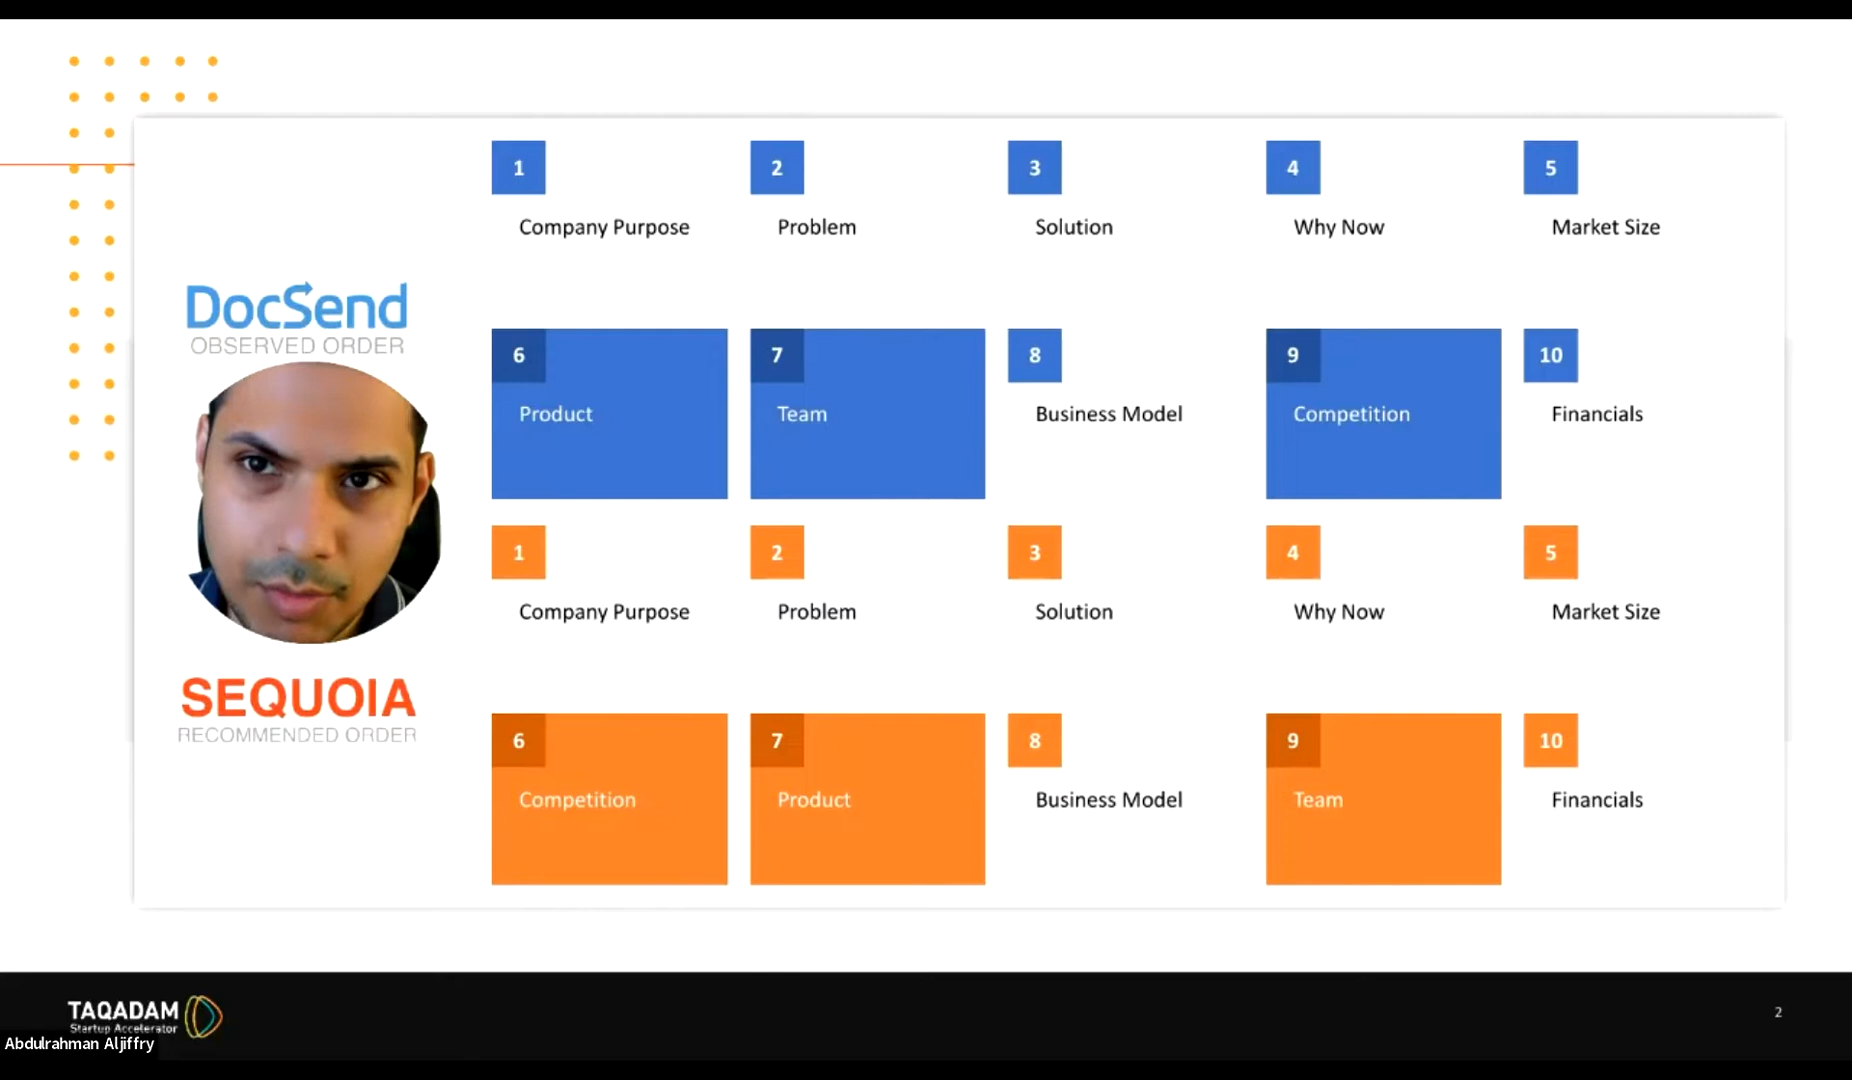 1 2 3 4 5
Company Purpose Problem Solution Why Now Market Size
DocSend
OBSERVED ORDER
6 7 8 9 10
Product Team Business Model Competition Financials
1 2 3 4 5
Company Purpose Problem Solution Why Now Market Size
SEQUOIA
RECOMMENDED ORDER
6 7 8 9 10
Competition Product Business Model Team Financials
TAQADAM
Startup Accelerator
2
Abdulrahman Aljiffry